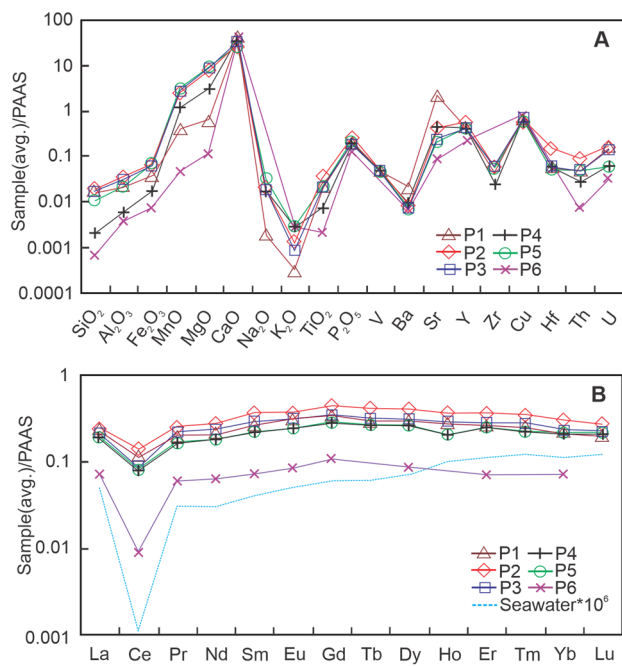 A
Sample(avg.)/PAAS
100
10
1
0.1
0.01
0.001
0.0001
P1 P4
P2 P5
P3 P6
SiO₂ Al₂O₃ Fe₂O₃ MnO MgO CaO Na₂O K₂O TiO₂ P₂O₅ V Ba Sr Y Zr Cu Hf Th U
B
Sample(avg.)/PAAS
1
0.1
0.01
0.001
P1 P4
P2 P5
P3 P6
Seawater*10⁶
La Ce Pr Nd Sm Eu Gd Tb Dy Ho Er Tm Yb Lu